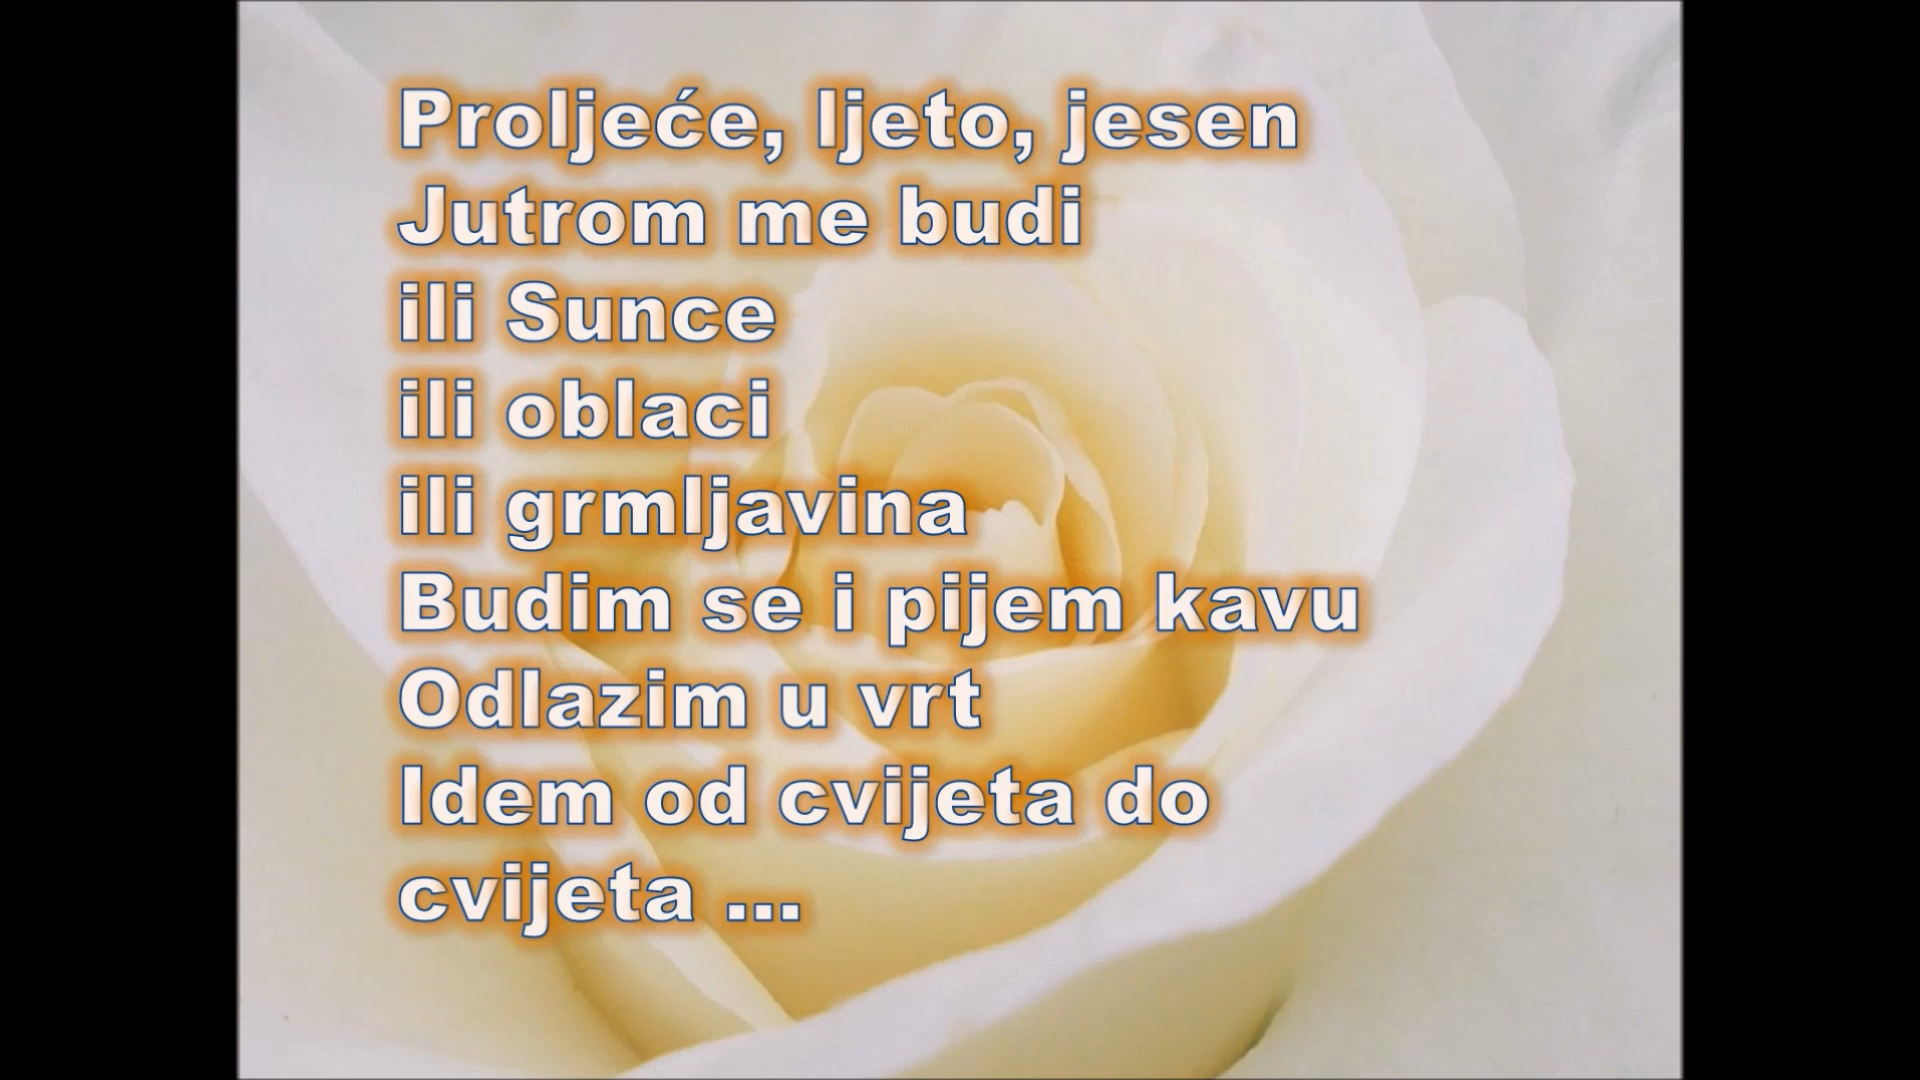 Proljeće, ljeto, jesen
Jutrom me budi
ili Sunce
ili oblaci
ili grmljavina
Budim se i pijem kavu
Odlazim u vrt
Idem od cvijeta do
cvijeta ...